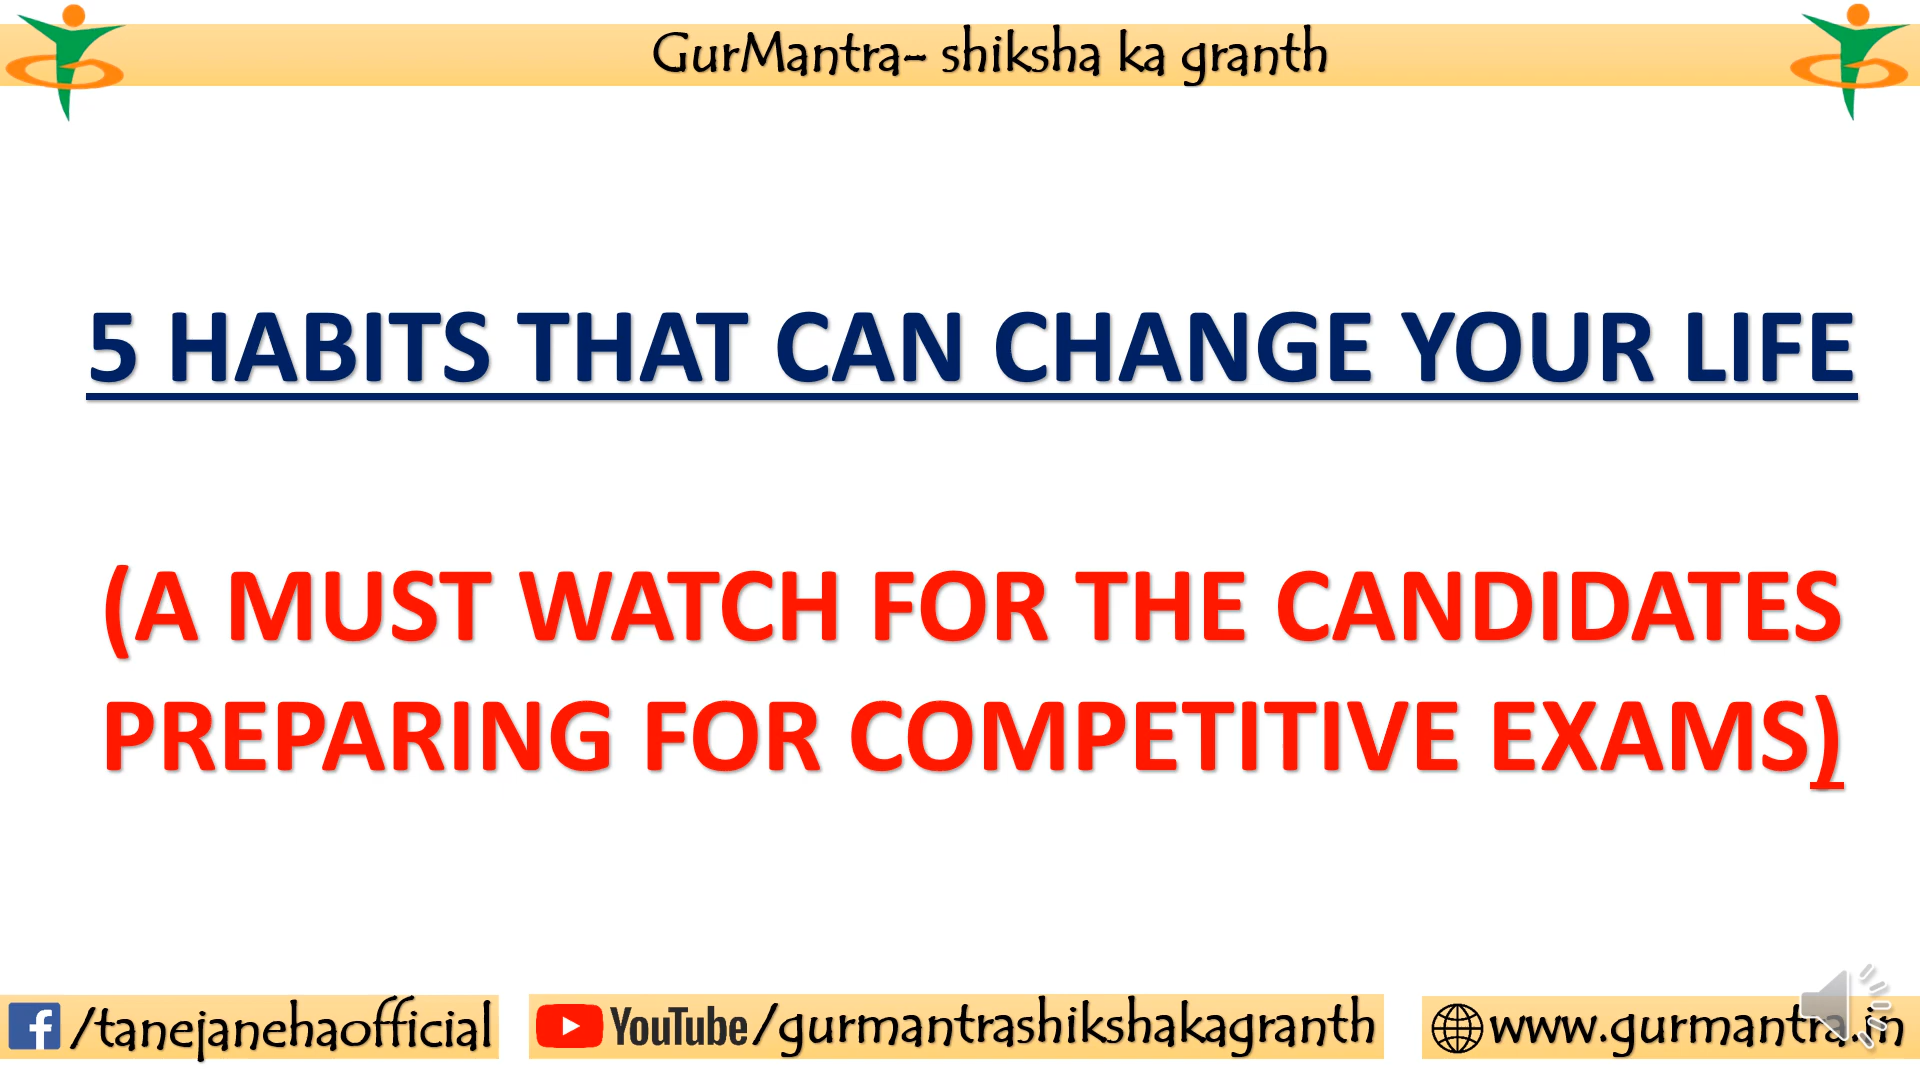 GurMantra- shiksha ka granth
5 HABITS THAT CAN CHANGE YOUR LIFE
(A MUST WATCH FOR THE CANDIDATES
PREPARING FOR COMPETITIVE EXAMS)
/tanejanehaofficial
YouTube/gurmantrashikshakagranth
www.gurmantra.in